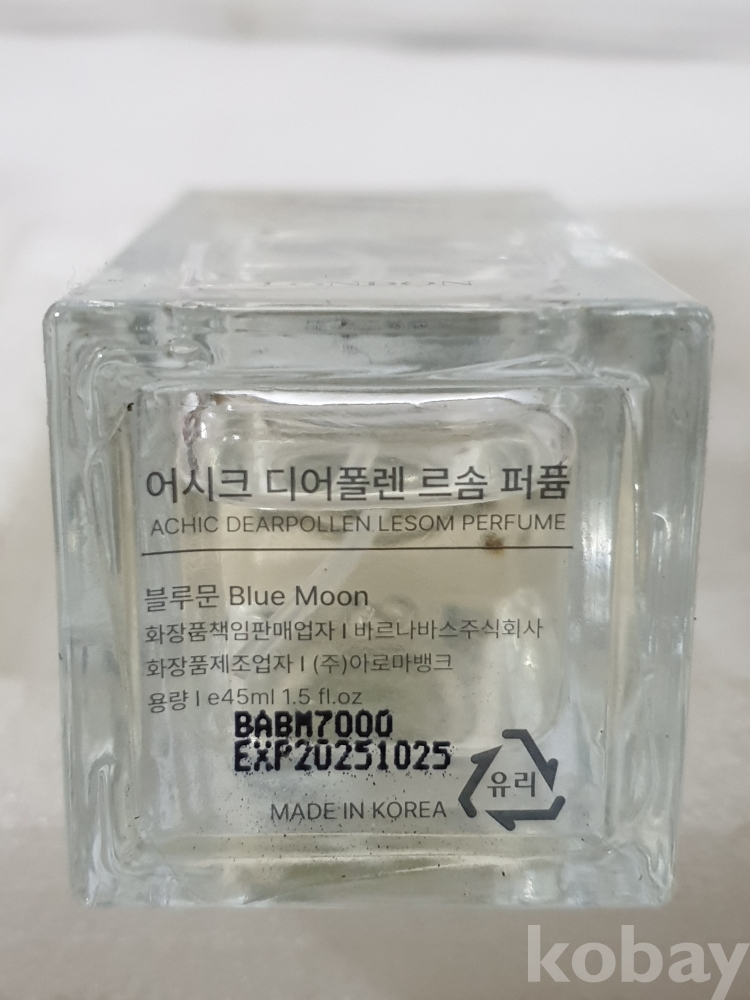 어시크 디어폴렌 르솜 퍼퓸
ACHIC DEARPOLLEN LESOM PERFUME
블루문 Blue Moon
화장품책임판매업자 I 바르나바스주식회사
화장품제조업자 I (주)아로마뱅크
용량 I e45ml 1.5 fl.oz
BABM7000
EXP20251025
유리
MADE IN KOREA
kobay